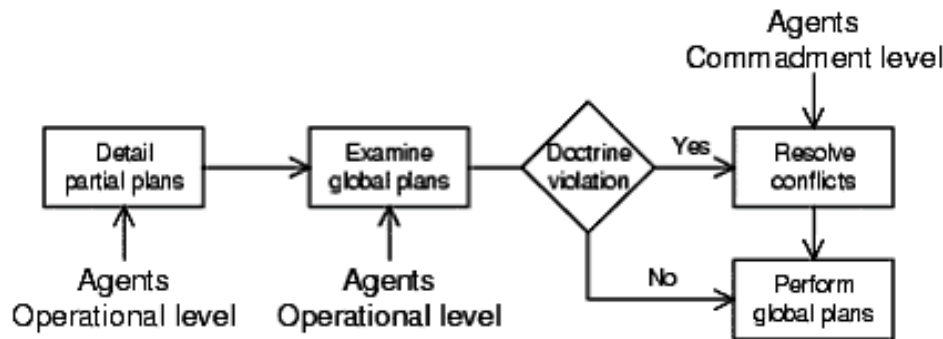 Agents
Commadment level
Detail
partial plans
Examine
global plans
Doctrine
violation
Yes
Resolve
conflicts
Agents
Operational level
Agents
Operational level
No
Perform
global plans